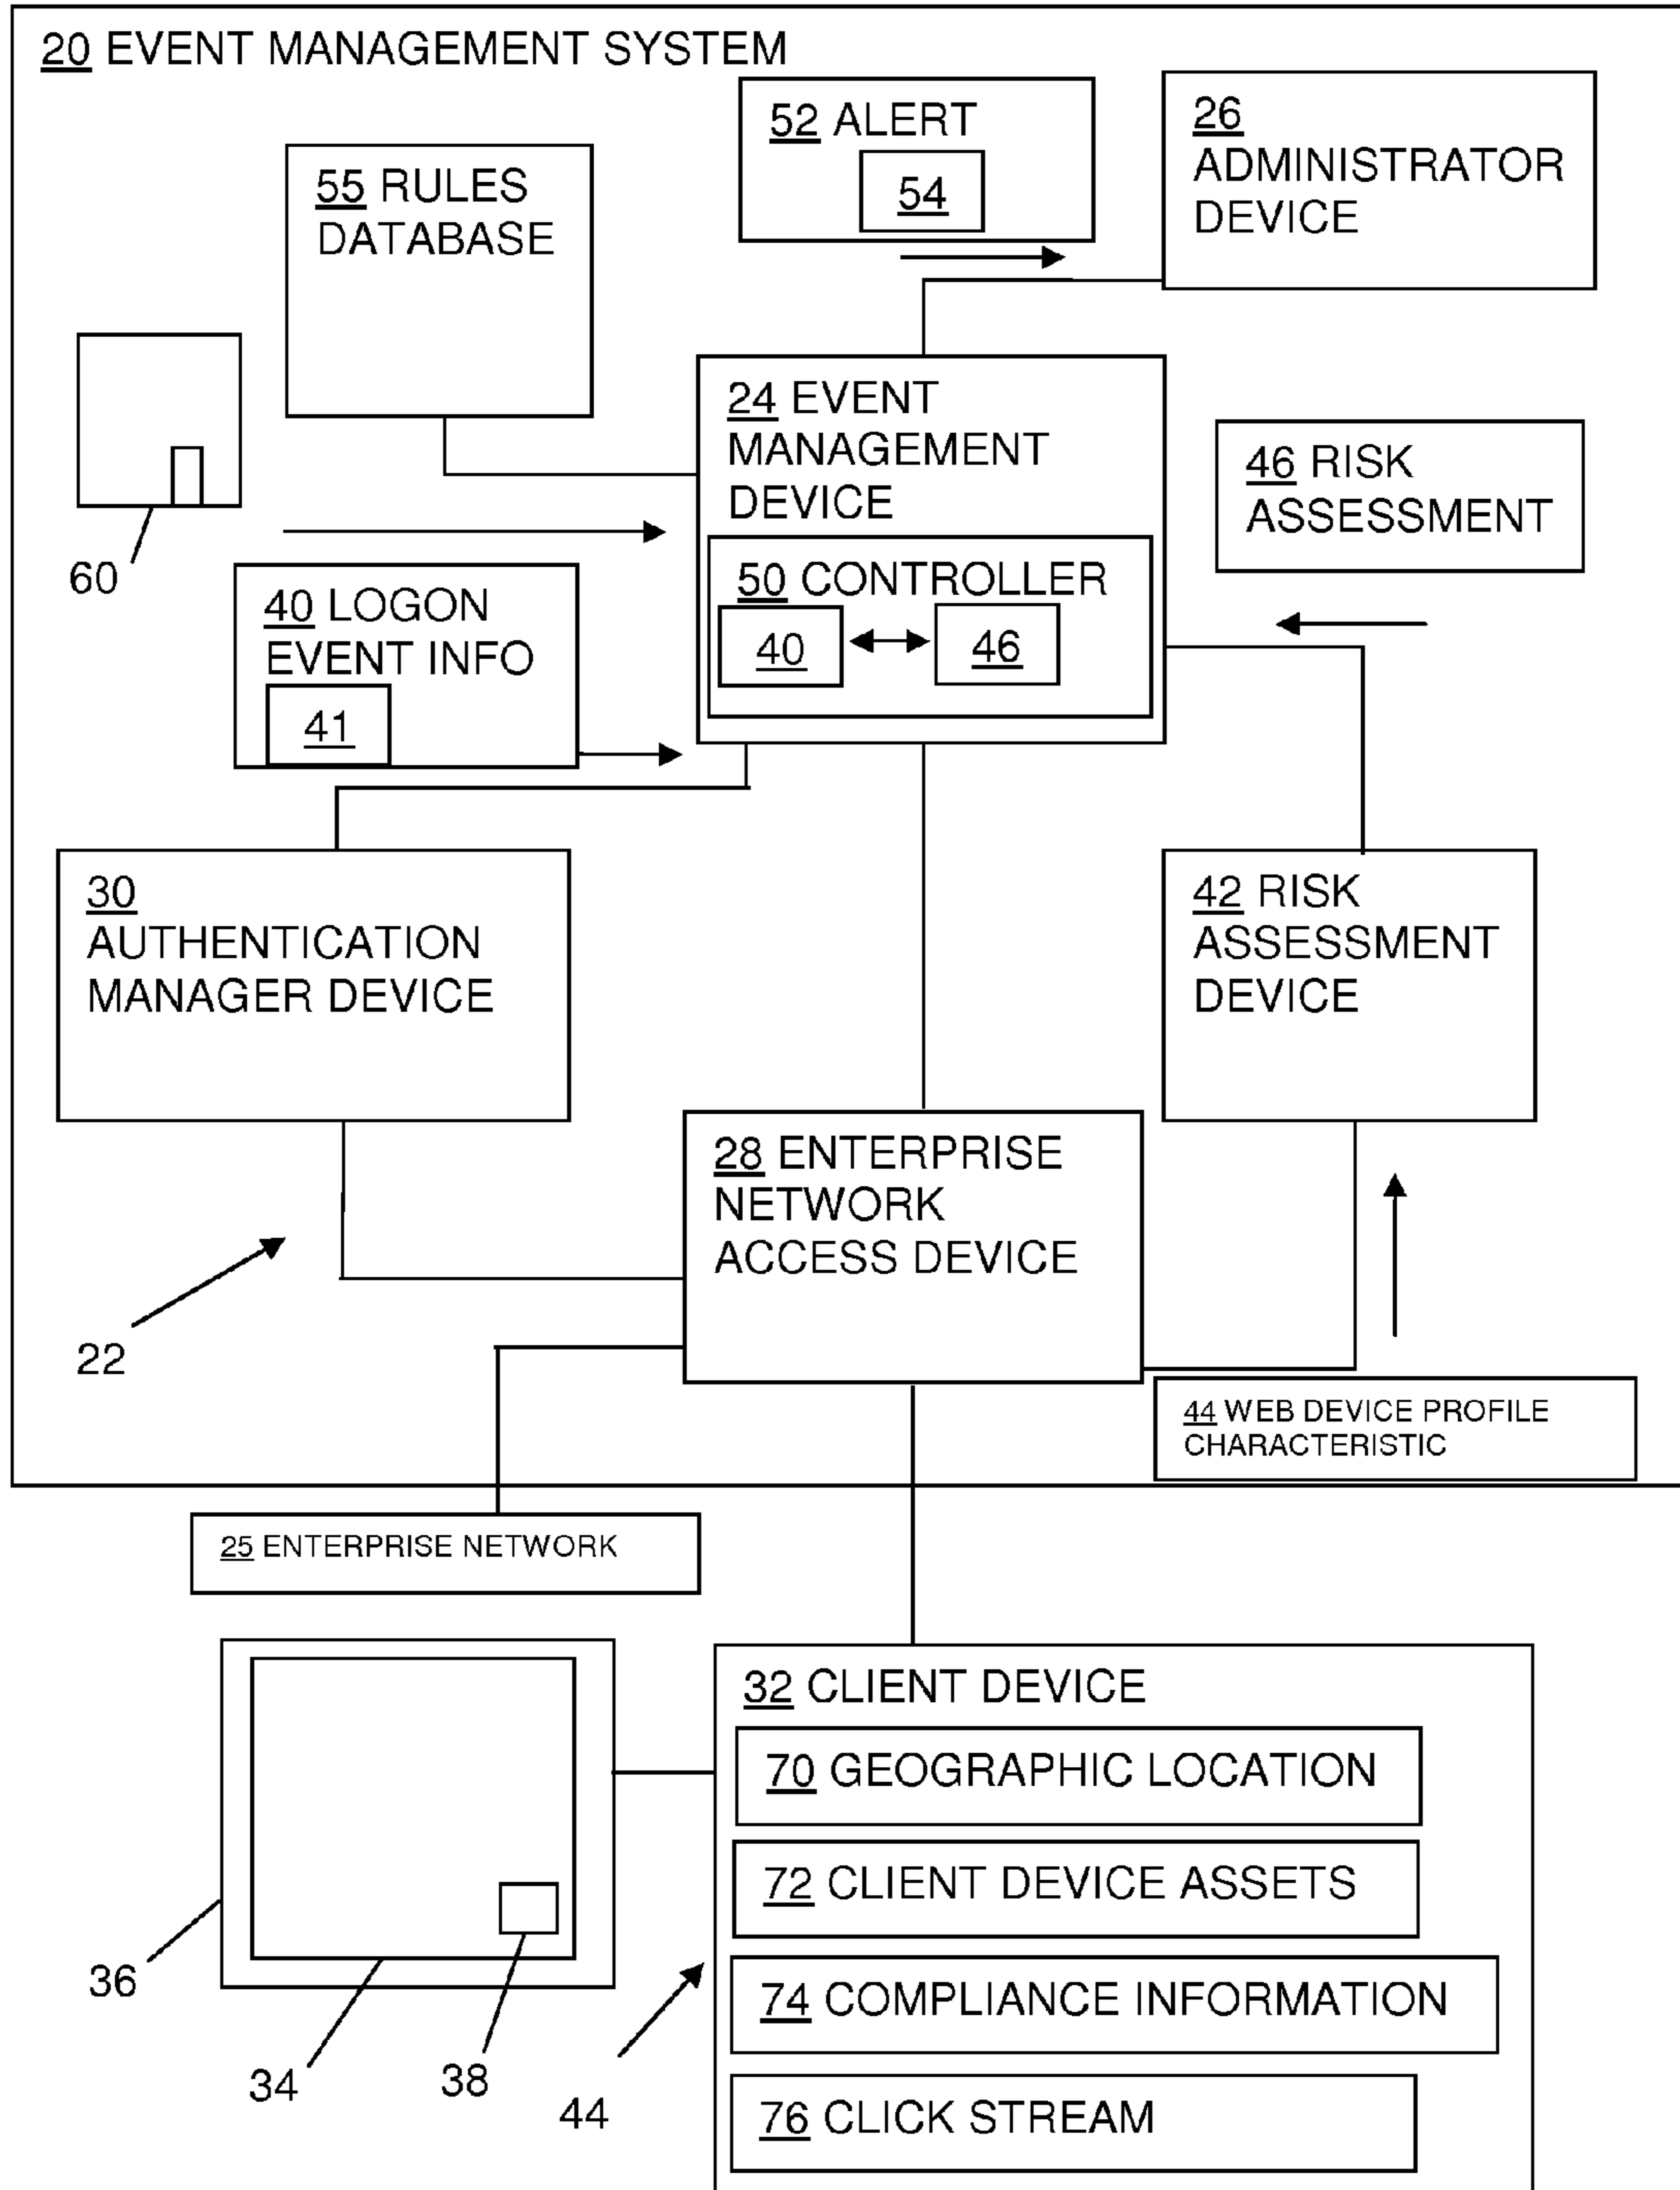 20 EVENT MANAGEMENT SYSTEM
52 ALERT
54
26
ADMINISTRATOR
DEVICE
55 RULES
DATABASE
60
24 EVENT
MANAGEMENT
DEVICE
50 CONTROLLER
40
46
46 RISK
ASSESSMENT
40 LOGON
EVENT INFO
41
30
AUTHENTICATION
MANAGER DEVICE
42 RISK
ASSESSMENT
DEVICE
28 ENTERPRISE
NETWORK
ACCESS DEVICE
22
44 WEB DEVICE PROFILE
CHARACTERISTIC
25 ENTERPRISE NETWORK
32 CLIENT DEVICE
70 GEOGRAPHIC LOCATION
72 CLIENT DEVICE ASSETS
74 COMPLIANCE INFORMATION
76 CLICK STREAM
36
34
38
44